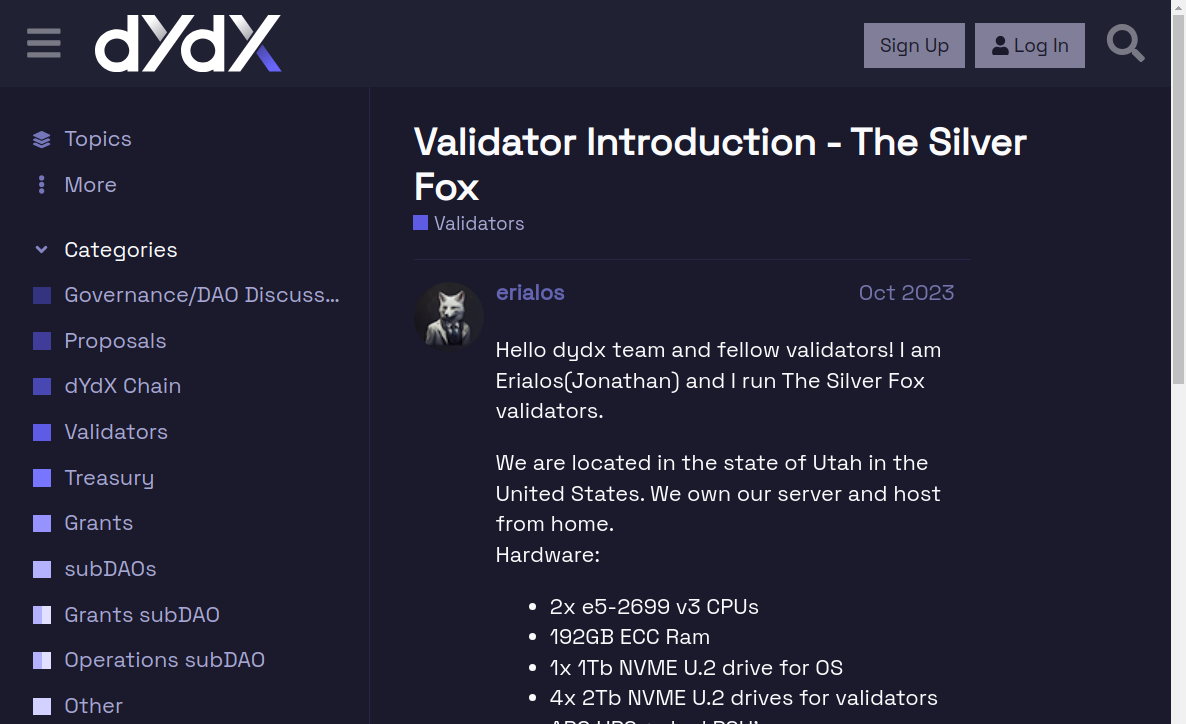 dYdX
Sign Up
Log In
Topics
More
Categories
Governance/DAO Discuss...
Proposals
dYdX Chain
Validators
Treasury
Grants
subDAOs
Grants subDAO
Operations subDAO
Other
Validator Introduction - The Silver
Fox
Validators
erialos
Oct 2023
Hello dydx team and fellow validators! I am
Erialos(Jonathan) and I run The Silver Fox
validators.
We are located in the state of Utah in the
United States. We own our server and host
from home.
Hardware:
2x e5-2699 v3 CPUs
192GB ECC Ram
1x 1Tb NVME U.2 drive for OS
4x 2Tb NVME U.2 drives for validators